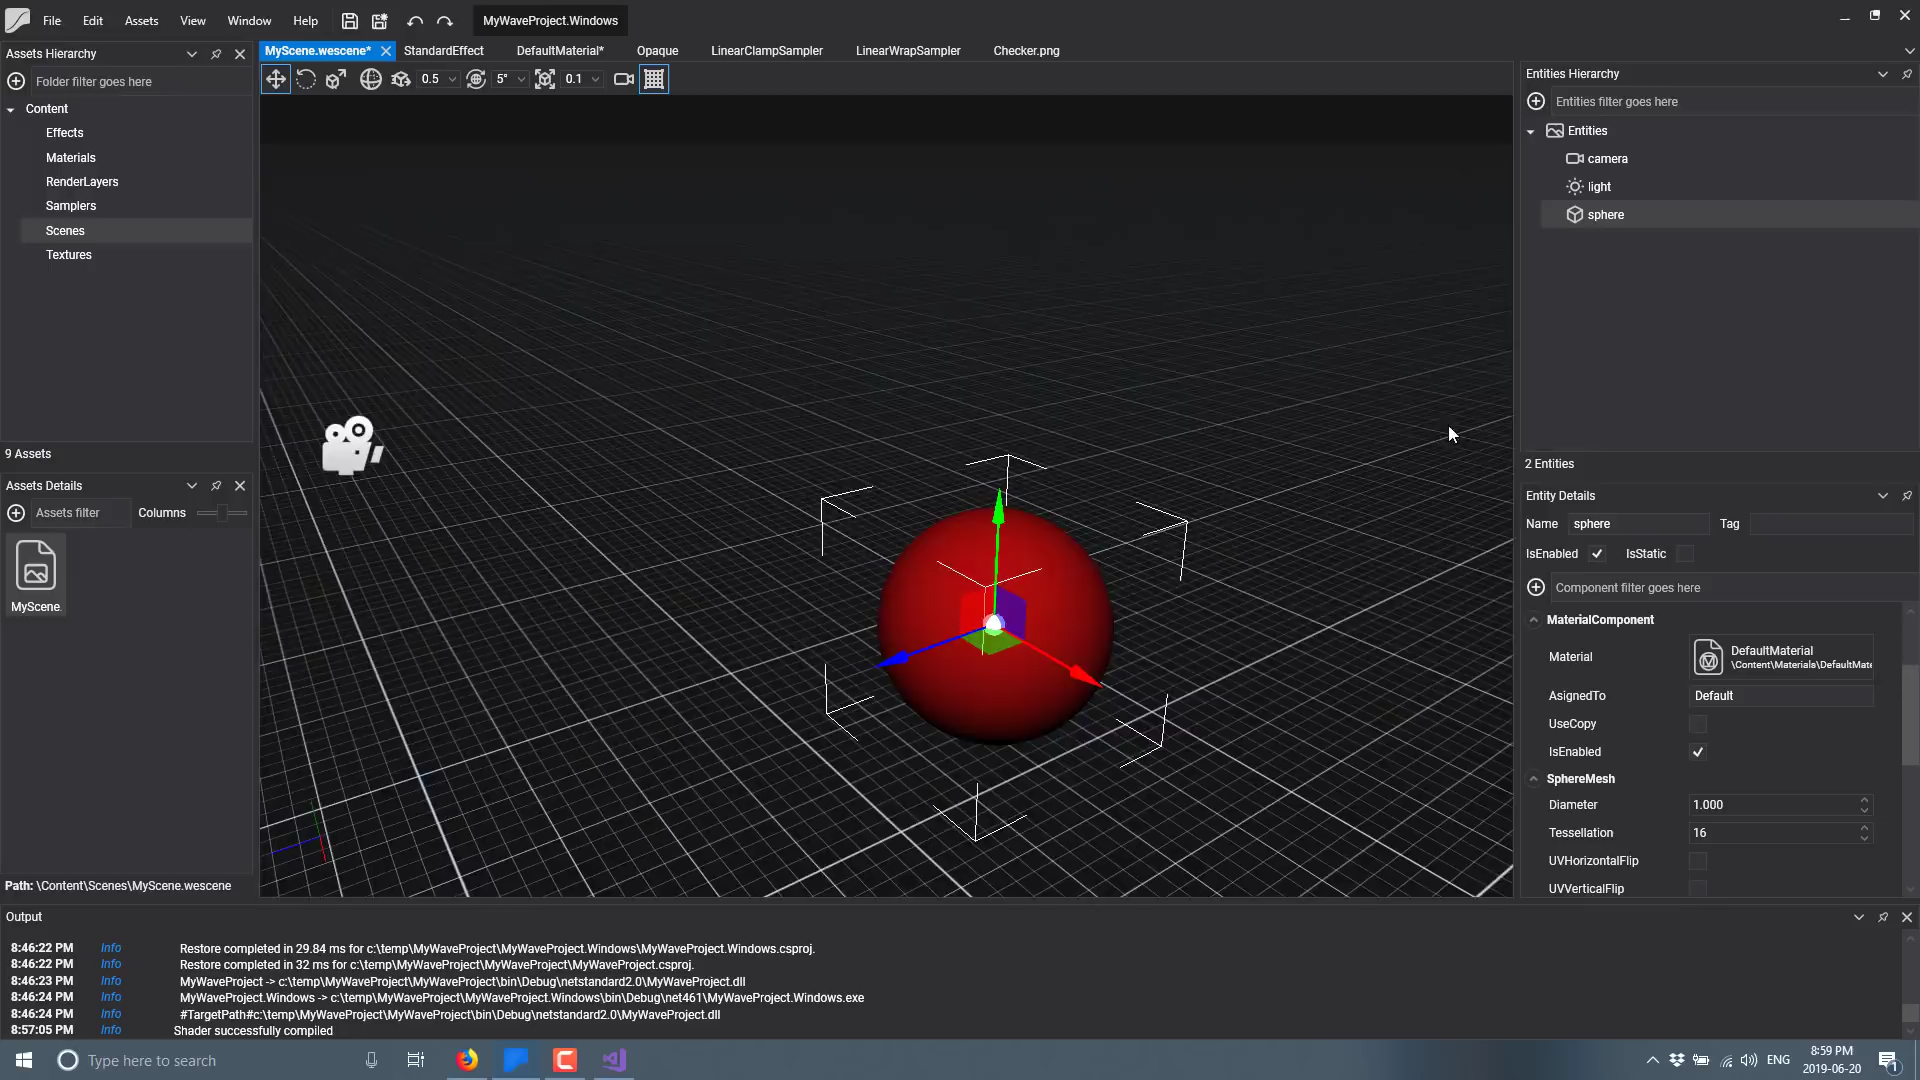 File Edit Assets View Window Help MyWaveProject.Windows
Assets Hierarchy
Folder filter goes here
Content
Effects
Materials
RenderLayers
Samplers
Scenes
Textures
9 Assets
Assets Details
Assets filter Columns
MyScene.
Path: \Content\Scenes\MyScene.wescene
MyScene.wescene* StandardEffect DefaultMaterial* Opaque LinearClampSampler LinearWrapSampler Checker.png
0.5 5° 0.1
Entities Hierarchy
Entities filter goes here
Entities
camera
light
sphere
2 Entities
Entity Details
Name sphere Tag
IsEnabled IsStatic
Component filter goes here
MaterialComponent
Material DefaultMaterial
\Content\Materials\DefaultMate
AsignedTo Default
UseCopy
IsEnabled
SphereMesh
Diameter 1.000
Tessellation 16
UVHorizontalFlip
UVVerticalFlip
Output
8:46:22 PM Info Restore completed in 29.84 ms for c:\temp\MyWaveProject\MyWaveProject.Windows\MyWaveProject.Windows.csproj.
8:46:22 PM Info Restore completed in 32 ms for c:\temp\MyWaveProject\MyWaveProject\MyWaveProject.csproj.
8:46:23 PM Info MyWaveProject -> c:\temp\MyWaveProject\MyWaveProject\bin\Debug\netstandard2.0\MyWaveProject.dll
8:46:24 PM Info MyWaveProject.Windows -> c:\temp\MyWaveProject\MyWaveProject.Windows\bin\Debug\net461\MyWaveProject.Windows.exe
8:46:24 PM Info #TargetPath#c:\temp\MyWaveProject\MyWaveProject\bin\Debug\netstandard2.0\MyWaveProject.dll
8:57:05 PM Info Shader successfully compiled
Type here to search
ENG
8:59 PM
2019-06-20
1